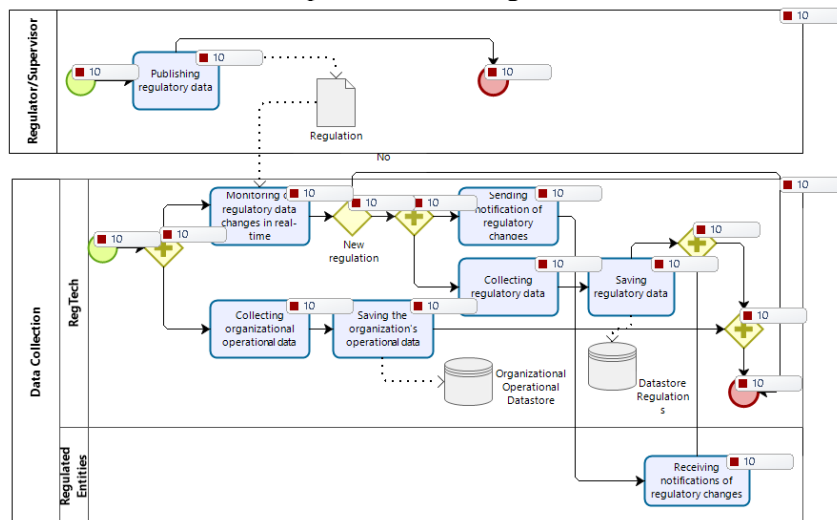 10
10
10
10
Publishing
regulatory data
Regulator/Supervisor
Regulation
No
10
10
10
10
10
Monitoring
regulatory data
changes in real-
time
Sending
notification of
regulatory
changes
10
10
10
New
regulation
10
10
Collecting
regulatory data
Saving
regulatory data
RegTech
10
10
10
Collecting
organizational
operational data
Saving the
organization's
operational data
Data Collection
10
Organizational
Operational
Datastore
Datastore
Regulation
s
10
Receiving
notifications of
regulatory changes
Regulated
Entities